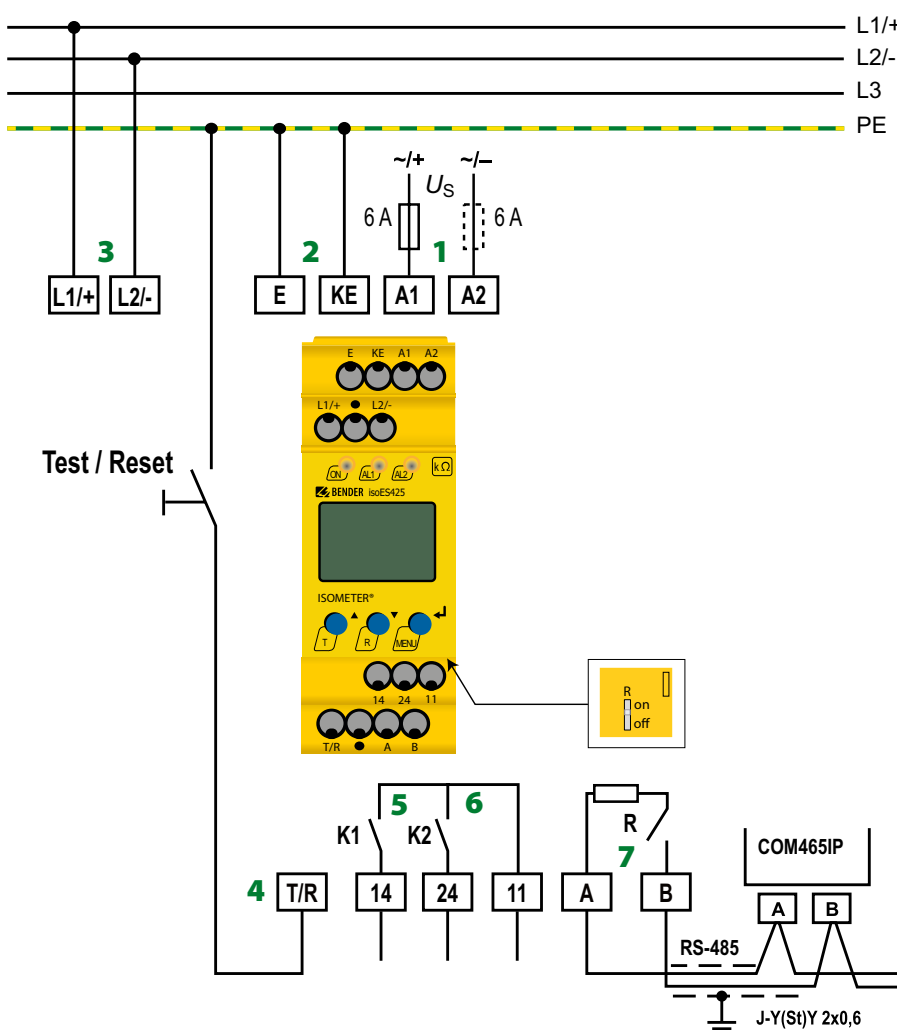 L1/+
L2/-
L3
PE
~/+ ~/–
US
6 A 6 A
3 2 1
L1/+ L2/- E KE A1 A2
E KE A1 A2
L1/+ L2/-
Test / Reset
ON AL1 AL2 kΩ
BENDER isoES425
ISOMETER®
T R MENU
14 24 11
T/R A B
R
on
off
5 6
K1 K2 R
7
COM465IP
4 T/R 14 24 11 A B
A B
RS-485
J-Y(St)Y 2x0,6